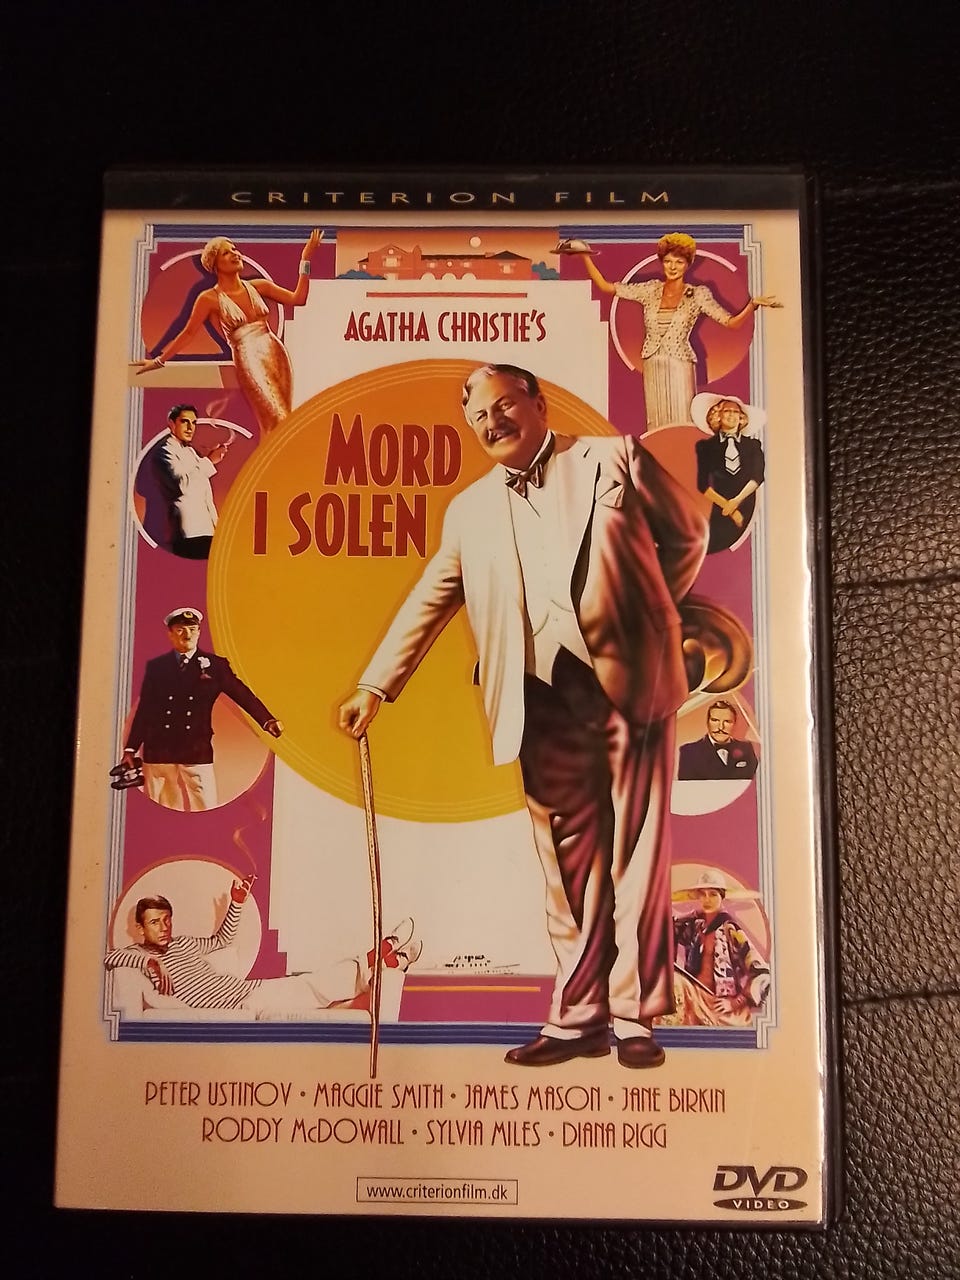 CRITERION FILM
AGATHA CHRISTIE'S
MORD
I SOLEN
PETER USTINOV • MAGGIE SMITH • JAMES MASON • JANE BIRKIN
RODDY McDOWALL • SYLVIA MILES • DIANA RIGG
www.criterionfilm.dk
DVD
VIDEO